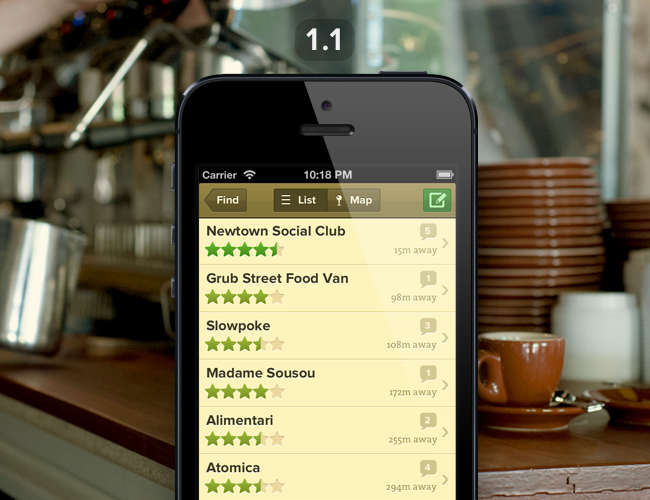 1.1
Carrier 10:18 PM
Find List Map
Newtown Social Club 5
15m away
Grub Street Food Van 1
98m away
Slowpoke 3
108m away
Madame Sousou 1
172m away
Alimentari 2
255m away
Atomica 4
294m away